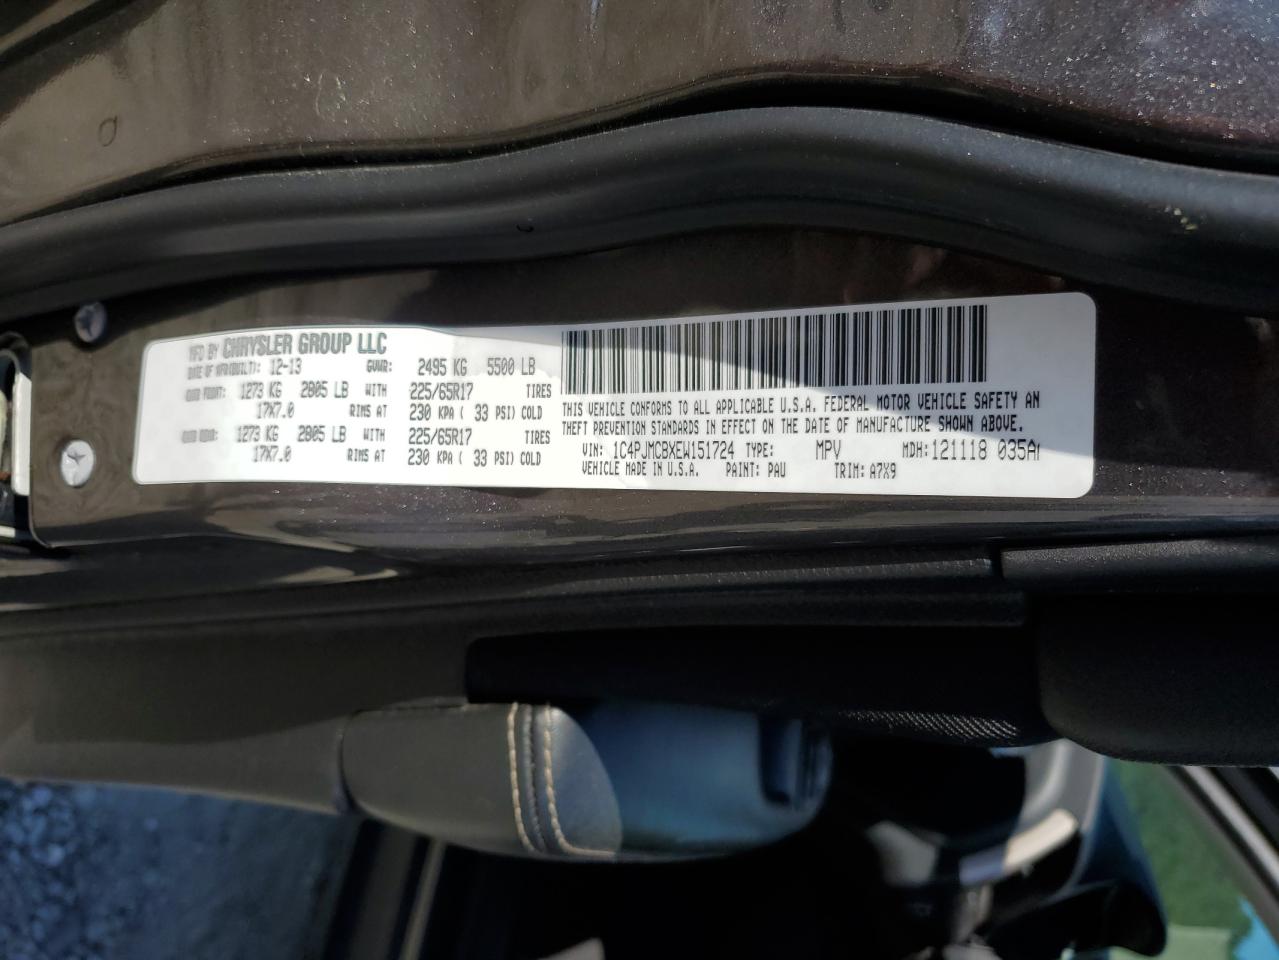 MFD BY CHRYSLER GROUP LLC
DATE OF MFR(BUILT): 12-13 GVWR: 2495 KG 5500 LB
FRONT: 1273 KG 2805 LB WITH 225/65R17 TIRES
17X7.0 RIMS AT 230 KPA ( 33 PSI) COLD
1273 KG 2805 LB WITH 225/65R17 TIRES
17X7.0 RIMS AT 230 KPA ( 33 PSI) COLD
THIS VEHICLE CONFORMS TO ALL APPLICABLE U.S.A. FEDERAL MOTOR VEHICLE SAFETY AN
THEFT PREVENTION STANDARDS IN EFFECT ON THE DATE OF MANUFACTURE SHOWN ABOVE.
VIN: 1C4PJMCBXEW151724 TYPE: MPV MDH: 121118 035A
VEHICLE MADE IN U.S.A. PAINT: PAU TRIM: A7X9